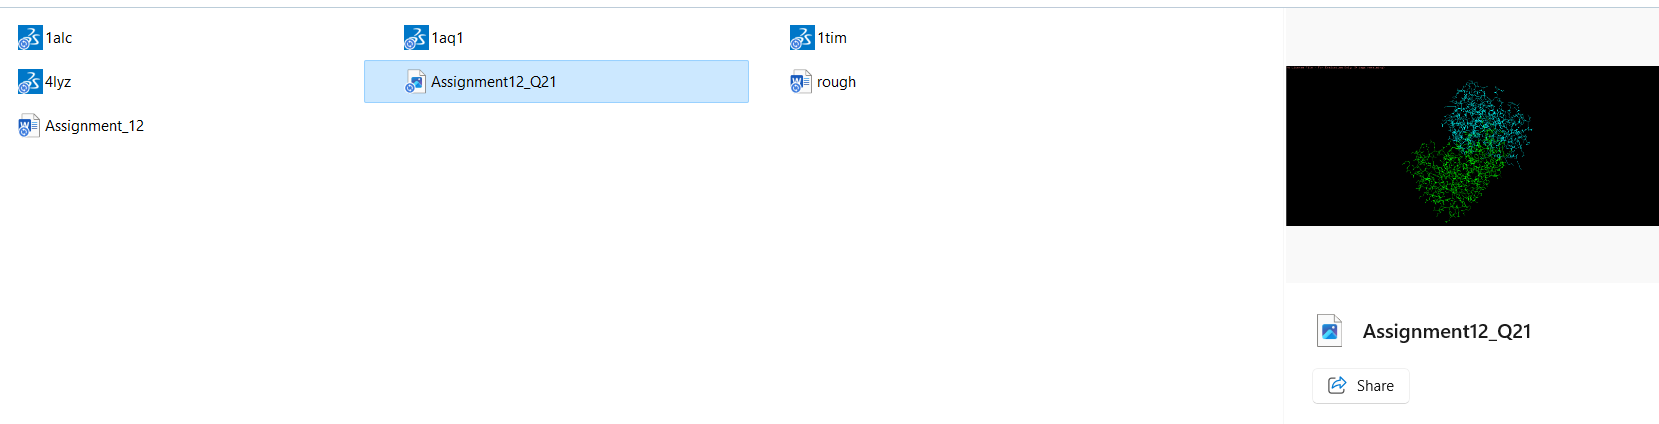 1alc
1aq1
1tim
4lyz
Assignment12_Q21
rough
Assignment_12
Assignment12_Q21
Share